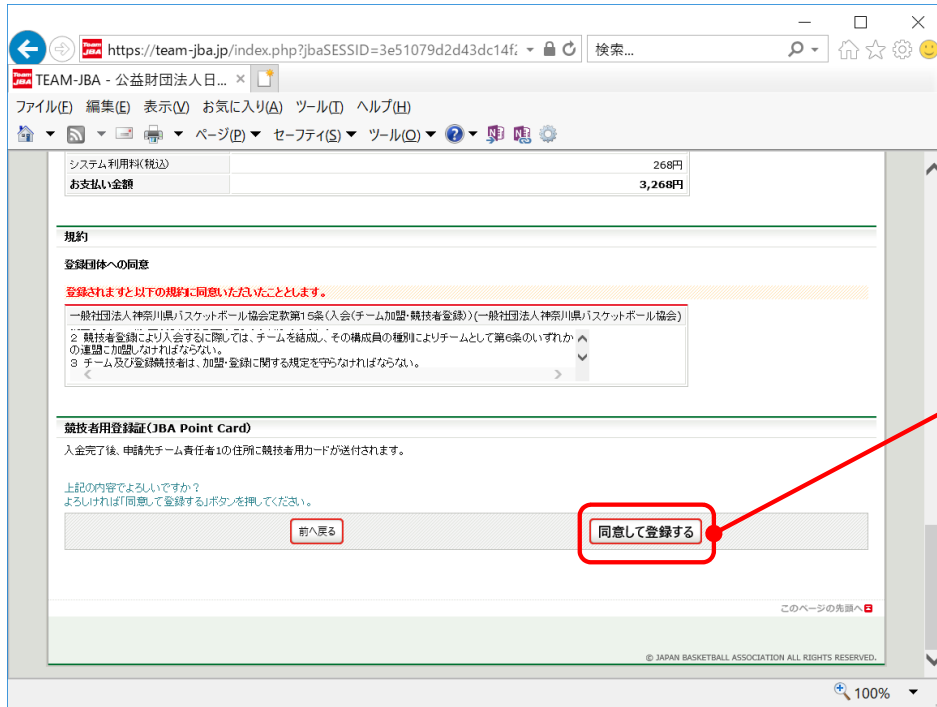 https://team-jba.jp/index.php?jbaSESSID=3e51079d2d43dc14f
検索...
TEAM-JBA - 公益財団法人日...
ファイル(F) 編集(E) 表示(V) お気に入り(A) ツール(T) ヘルプ(H)
ページ(P) セーフティ(S) ツール(O)
システム利用料(税込) 268円
お支払い金額 3,268円
規約
登録団体への同意
登録されますと以下の規約に同意いただいたこととします。
一般社団法人神奈川県バスケットボール協会定款第15条(入会(チーム加盟・競技者登録))(一般社団法人神奈川県バスケットボール協会)
2 競技者登録により入会するに際しては、チームを結成し、その構成員の種別によりチームとして第6条のいずれか
の連盟に加盟しなければならない。
3 チーム及び登録競技者は、加盟・登録に関する規定を守らなければならない。
競技者用登録証(JBA Point Card)
入会完了後、申請先チーム責任者1の住所に競技者用カードが送付されます。
上記の内容でよろしいですか?
よろしければ「同意して登録する」ボタンを押してください。
前へ戻る
同意して登録する
このページの先頭へ
© JAPAN BASKETBALL ASSOCIATION ALL RIGHTS RESERVED.
100%